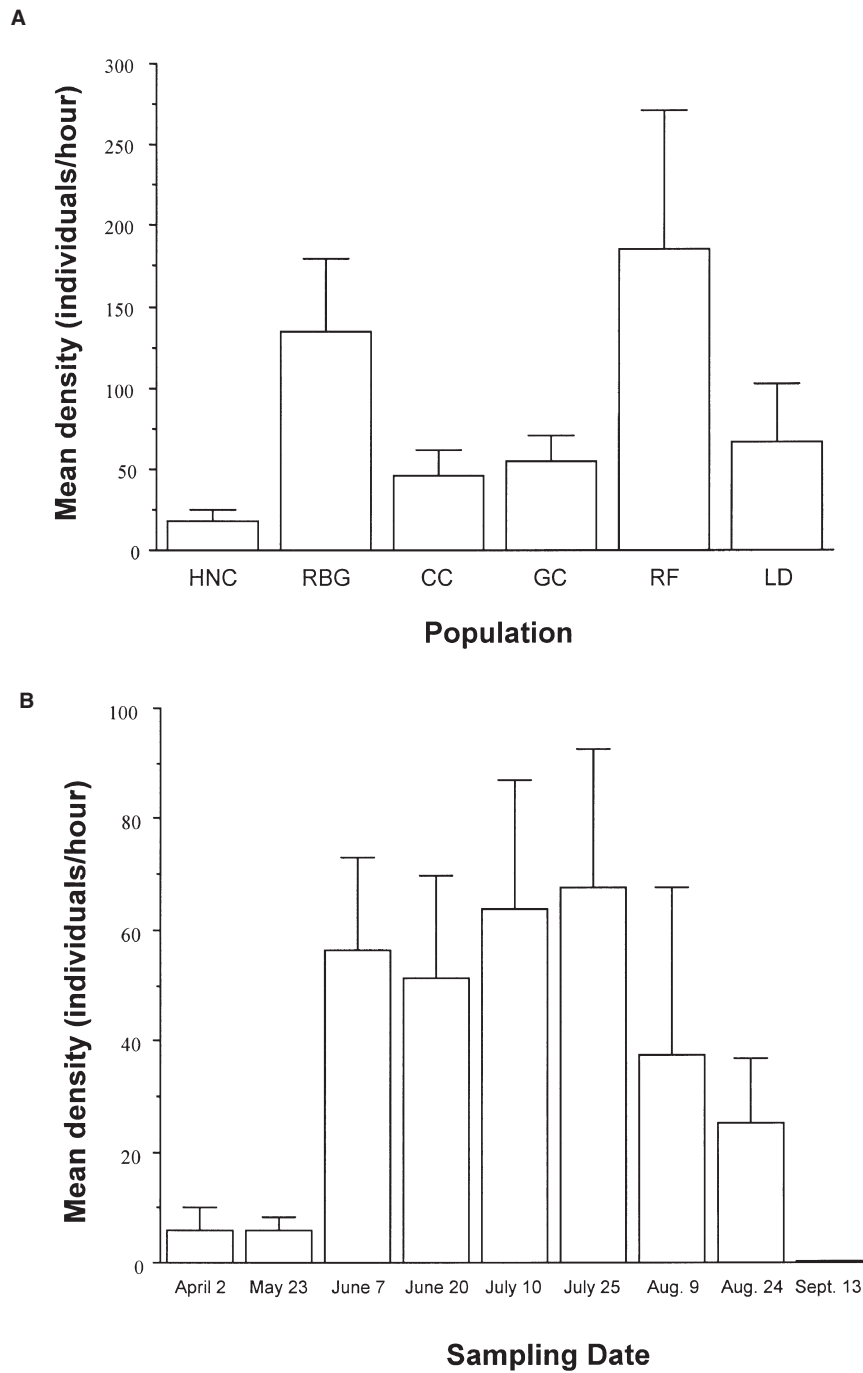 A
300
250
200
150
100
50
0
Mean density (individuals/hour)
HNC RBG CC GC RF LD
Population
B
100
80
60
40
20
0
Mean density (individuals/hour)
April 2 May 23 June 7 June 20 July 10 July 25 Aug. 9 Aug. 24 Sept. 13
Sampling Date